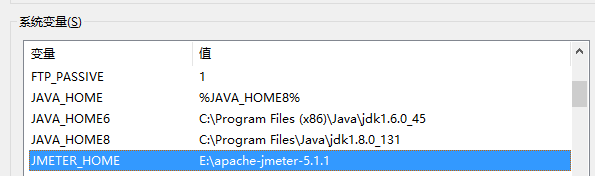 系统变量(S)
变量 值
FTP_PASSIVE 1
JAVA_HOME %JAVA_HOME8%
JAVA_HOME6 C:\Program Files (x86)\Java\jdk1.6.0_45
JAVA_HOME8 C:\Program Files\Java\jdk1.8.0_131
JMETER_HOME E:\apache-jmeter-5.1.1